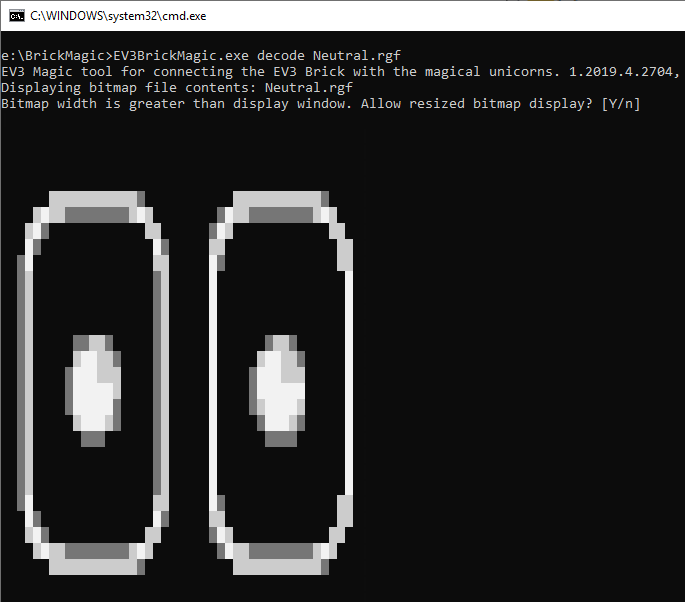 C:\WINDOWS\system32\cmd.exe
e:\BrickMagic>EV3BrickMagic.exe decode Neutral.rgf
EV3 Magic tool for connecting the EV3 Brick with the magical unicorns. 1.2019.4.2704,
Displaying bitmap file contents: Neutral.rgf
Bitmap width is greater than display window. Allow resized bitmap display? [Y/n]